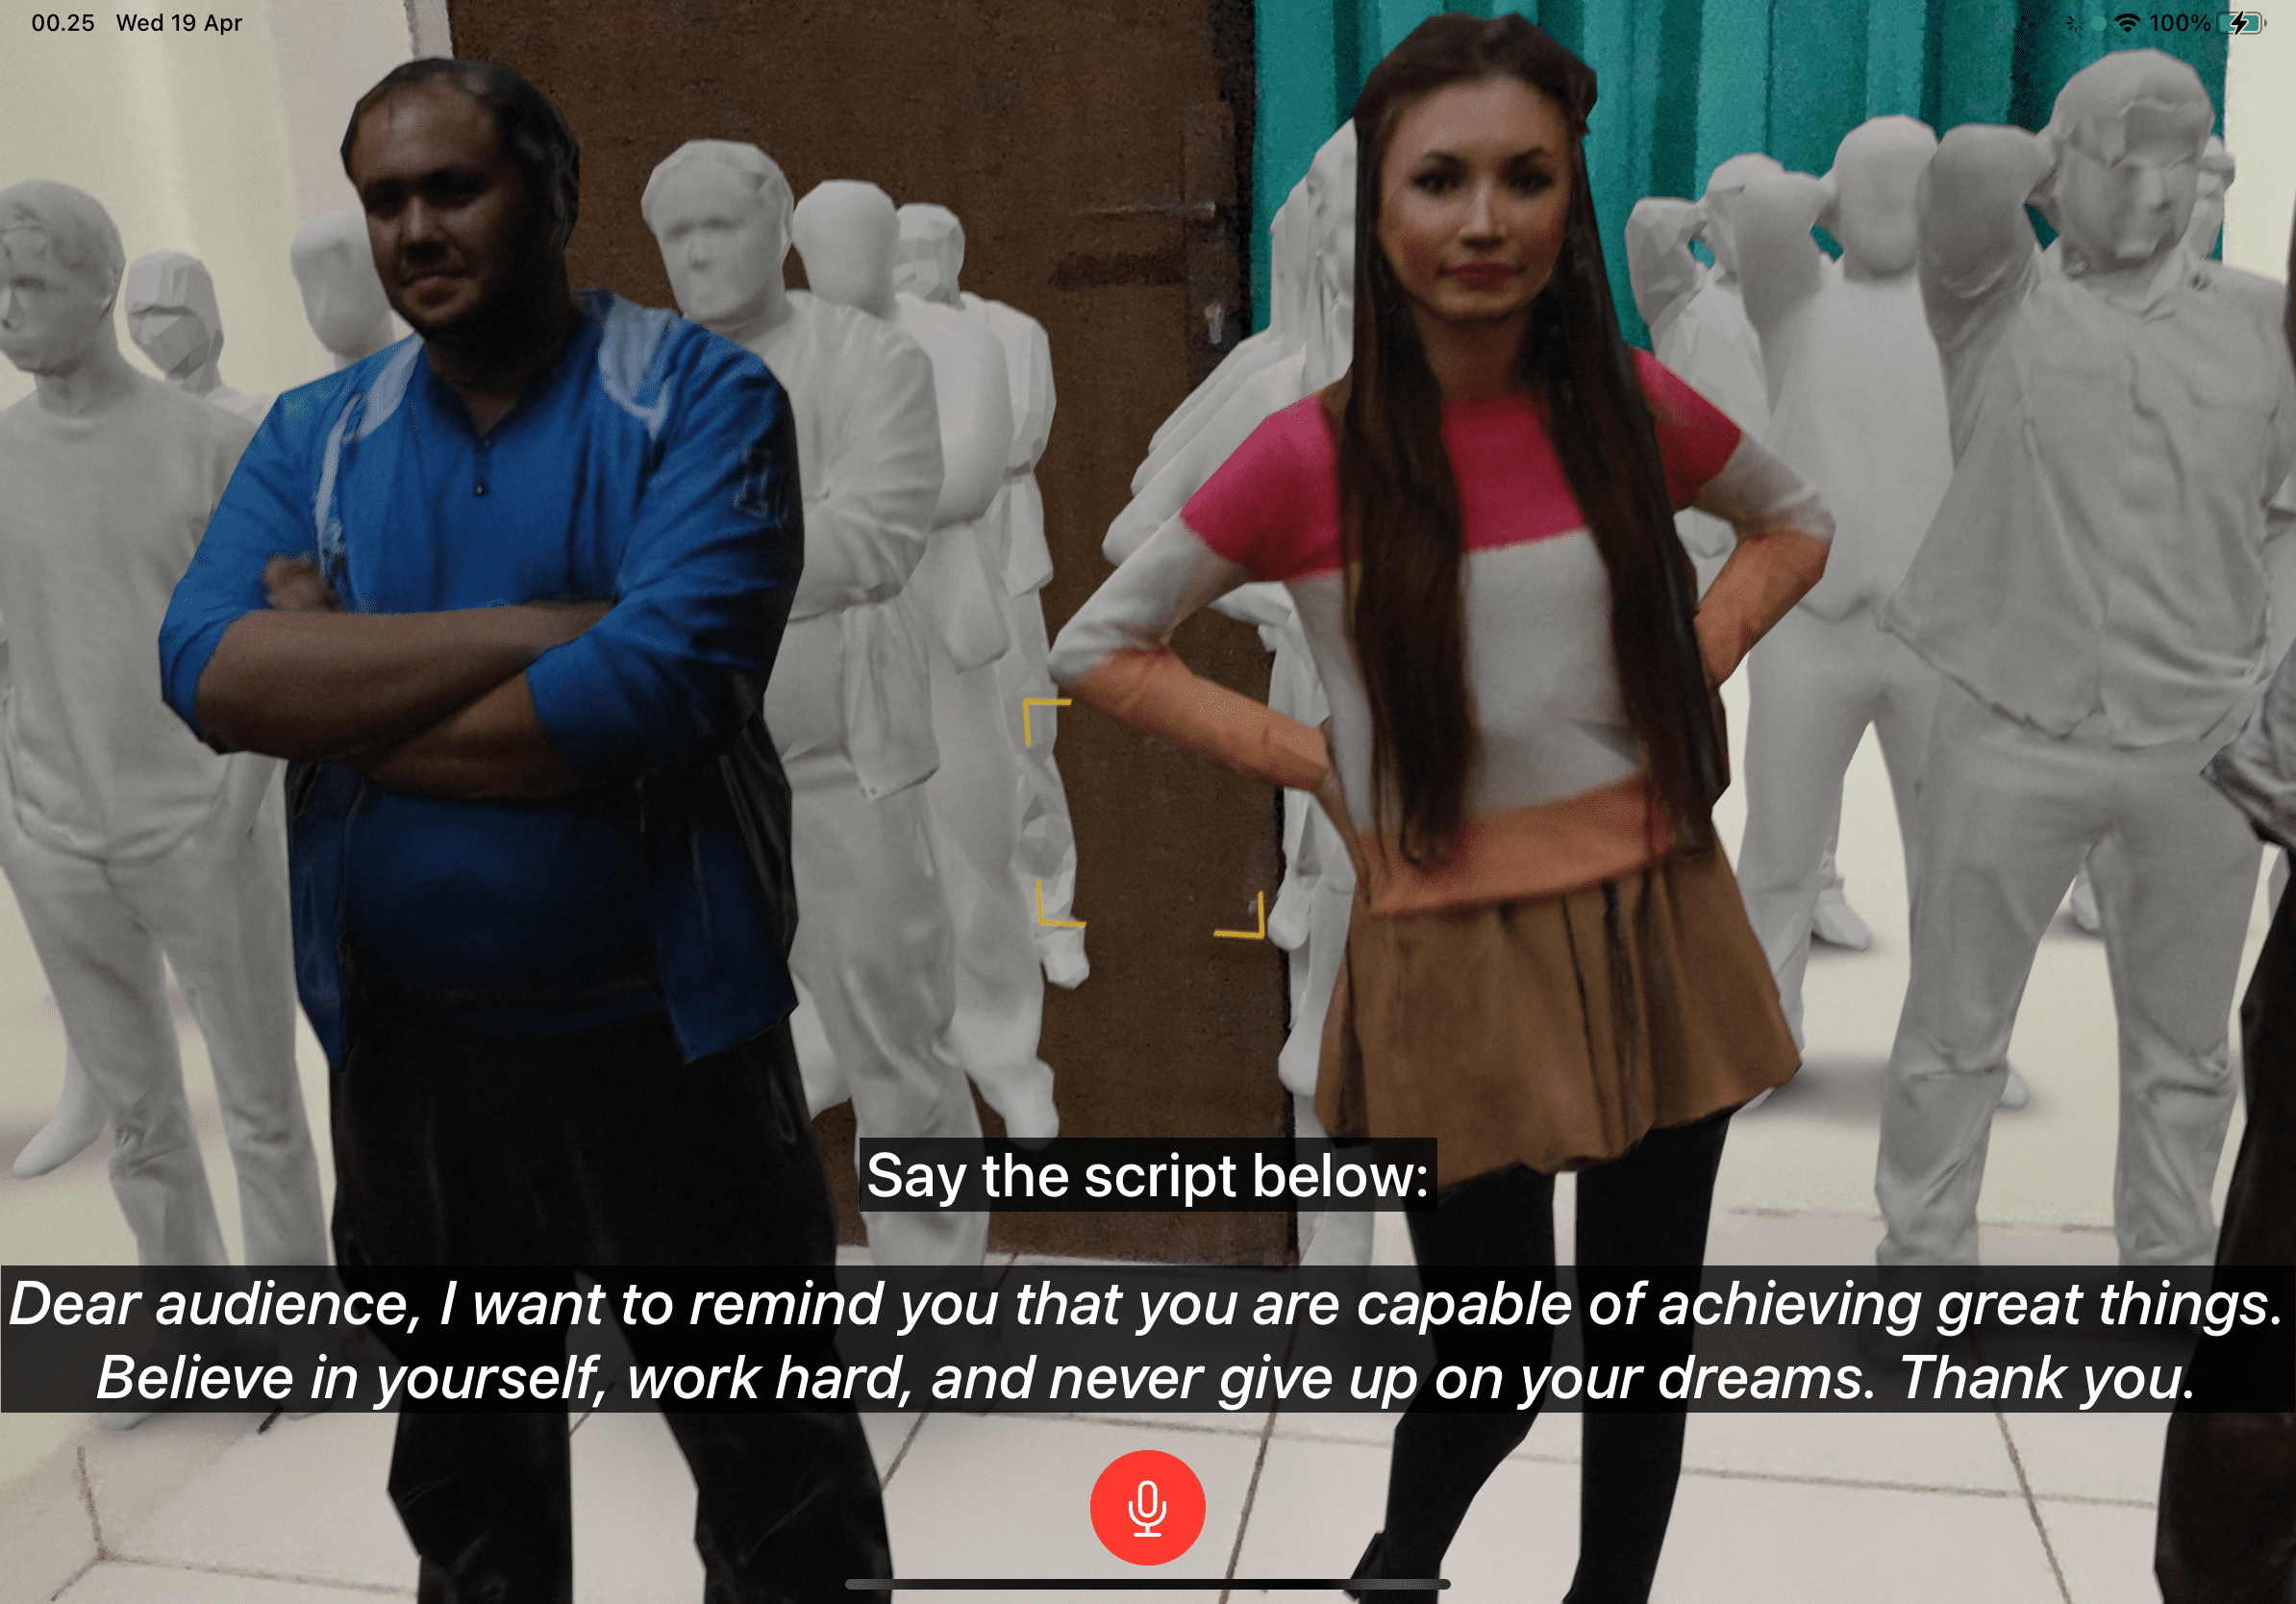 00.25 Wed 19 Apr
100%
Say the script below:
Dear audience, I want to remind you that you are capable of achieving great things.
Believe in yourself, work hard, and never give up on your dreams. Thank you.